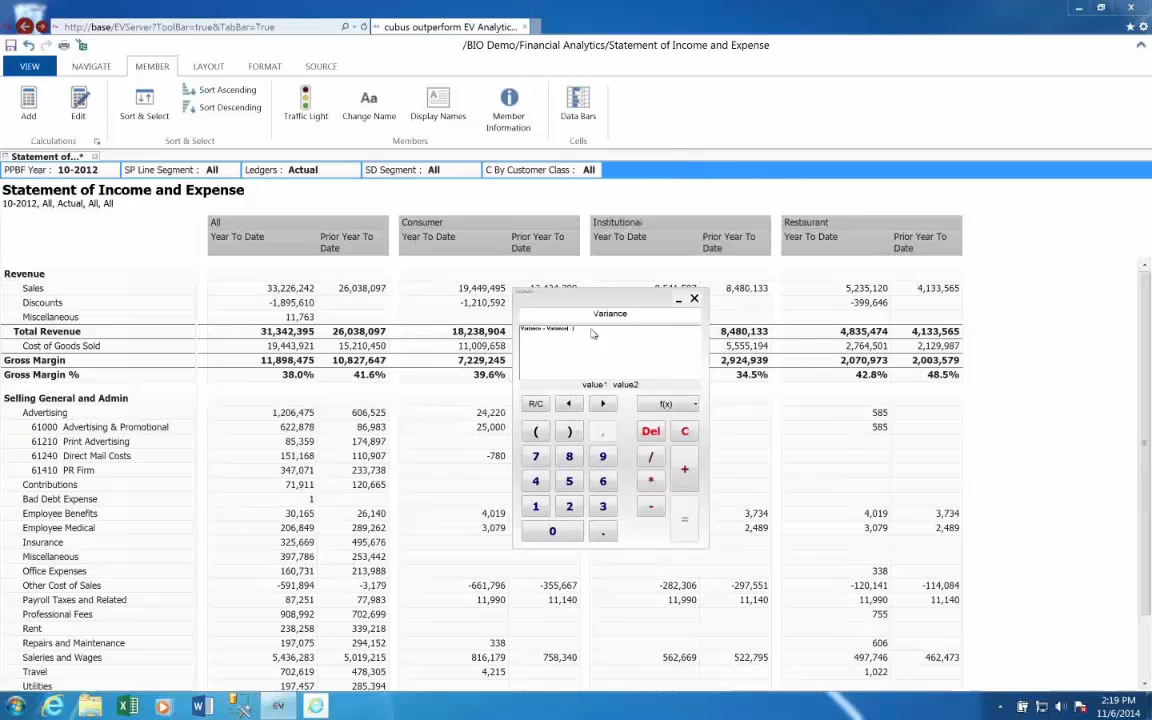 http://base/EVServer?ToolBar=true&TabBar=True
cubus outperform EV Analytic...
/BIO Demo/Financial Analytics/Statement of Income and Expense
VIEW NAVIGATE MEMBER LAYOUT FORMAT SOURCE
Add Edit Sort & Select Sort Ascending Sort Descending Traffic Light Change Name Display Names Member Information Data Bars
Calculations Sort & Select Members Cells
Statement of...*
PPBF Year : 10-2012 SP Line Segment : All Ledgers : Actual SD Segment : All C By Customer Class : All
Statement of Income and Expense
10-2012, All, Actual, All, All
All Consumer Institutional Restaurant
Year To Date Prior Year To Date Year To Date Prior Year To Date Year To Date Prior Year To Date Year To Date Prior Year To Date
Revenue
Sales 33,226,242 26,038,097 19,449,495 8,480,133 5,235,120 4,133,565
Discounts -1,895,610 -1,210,592 -399,646
Miscellaneous 11,763
Total Revenue 31,342,395 26,038,097 18,238,904 8,480,133 4,835,474 4,133,565
Cost of Goods Sold 19,443,921 15,210,450 11,009,658 5,555,194 2,764,501 2,129,987
Gross Margin 11,898,475 10,827,647 7,229,245 2,924,939 2,070,973 2,003,579
Gross Margin % 38.0% 41.6% 39.6% 34.5% 42.8% 48.5%
Selling General and Admin
Advertising 1,206,475 606,525 24,220 585
61000 Advertising & Promotional 622,878 86,983 25,000 585
61210 Print Advertising 85,359 174,897
61240 Direct Mail Costs 151,168 110,907 -780
61410 PR Firm 347,071 233,738
Contributions 71,911 120,665
Bad Debt Expense 1
Employee Benefits 30,165 26,140 4,019 3,734 4,019 3,734
Employee Medical 206,849 289,262 3,079 2,489 3,079 2,489
Insurance 325,669 495,676
Miscellaneous 397,786 253,442
Office Expenses 160,731 213,988 338
Other Cost of Sales -591,894 -3,179 -661,796 -355,667 -282,306 -297,551 -120,141 -114,084
Payroll Taxes and Related 87,251 77,983 11,990 11,140 11,990 11,140 11,990 11,140
Professional Fees 908,992 702,699 755
Rent 238,258 339,218
Repairs and Maintenance 197,075 294,152 338 606
Saleries and Wages 5,436,283 5,019,215 816,179 758,340 562,669 522,795 497,746 462,473
Travel 702,619 478,305 4,215 1,022
Utilities 197,457 285,394
Variance
value* value2
R/C f(x)
( ) , Del C
7 8 9 / +
4 5 6 *
1 2 3 - =
0 .
EV
2:19 PM
11/6/2014